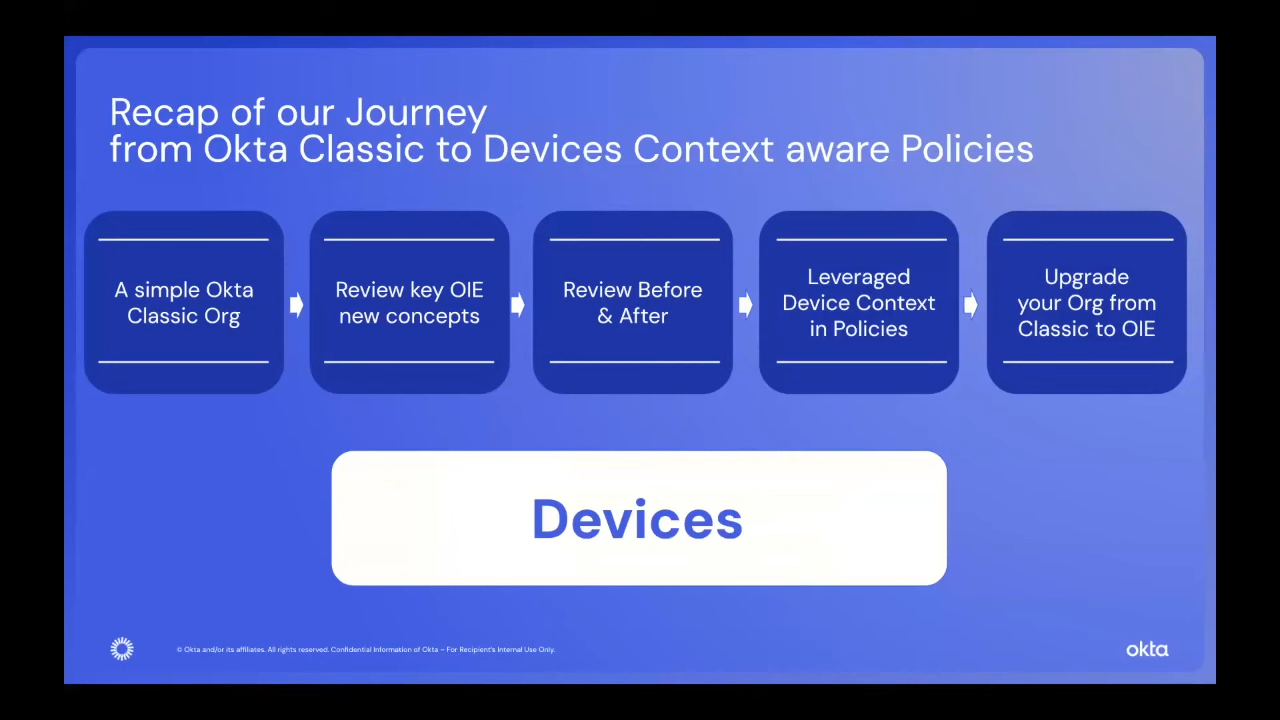 Recap of our Journey
from Okta Classic to Devices Context aware Policies
A simple Okta
Classic Org
Review key OIE
new concepts
Review Before
& After
Leveraged
Device Context
in Policies
Upgrade
your Org from
Classic to OIE
Devices
© Okta and/or its affiliates. All rights reserved. Confidential Information of Okta – For Recipient's Internal Use Only.
okta